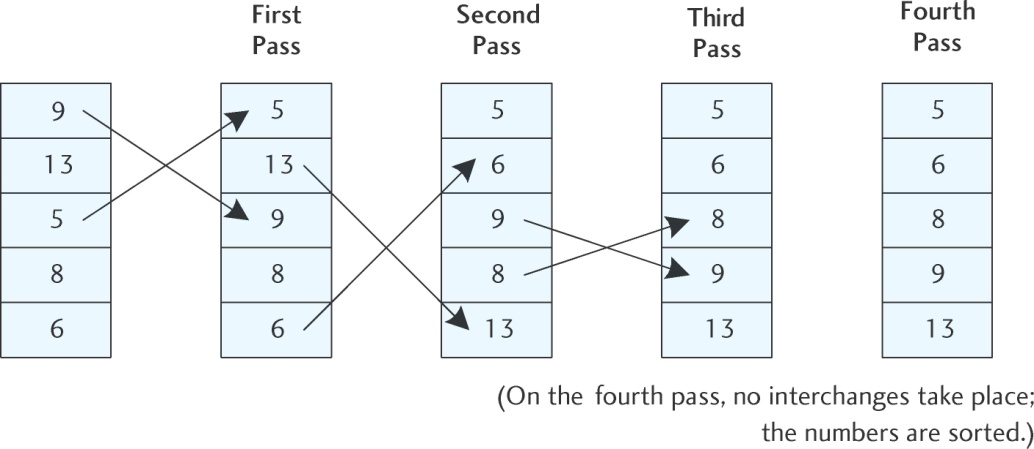 First Pass
Second Pass
Third Pass
Fourth Pass
9 5 5 5 5
13 13 6 6 6
5 9 9 8 8
8 8 8 9 9
6 6 13 13 13
(On the fourth pass, no interchanges take place;
the numbers are sorted.)